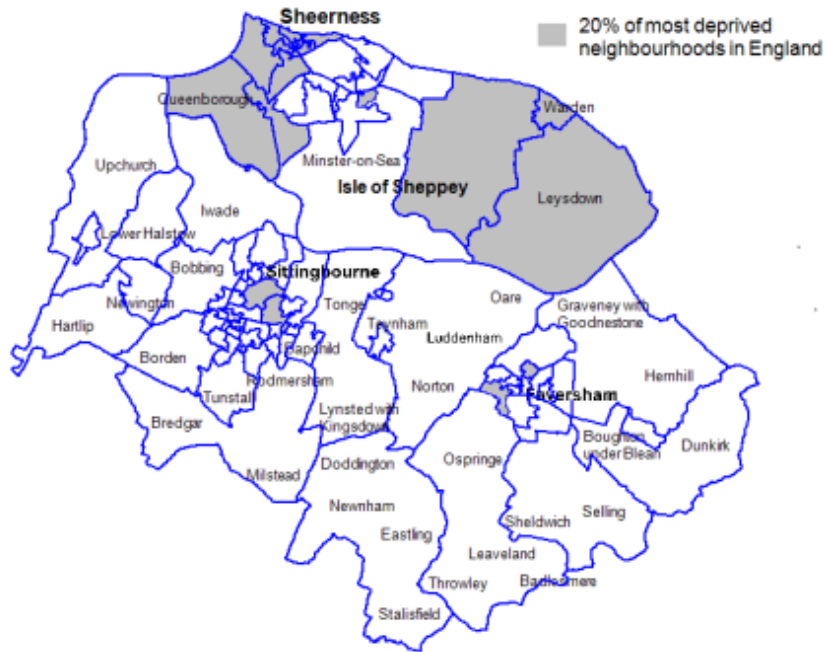 Sheerness
20% of most deprived
neighbourhoods in England
Queenborough
Warden
Upchurch
Minster-on-Sea
Isle of Sheppey
Leysdown
Iwade
Lower Halstow
Bobbing
Sittingbourne
Newington
Tonge
Oare
Graveney with
Goodnestone
Hartlip
Teynham
Luddenham
Borden
Bapchild
Rodmersham
Hernhill
Tunstall
Norton
Faversham
Lynsted with
Kingsdown
Bredgar
Boughton
under Blean
Dunkirk
Milstead
Doddington
Ospringe
Newnham
Selling
Sheldwich
Eastling
Leaveland
Throwley
Badlesmere
Stalisfield